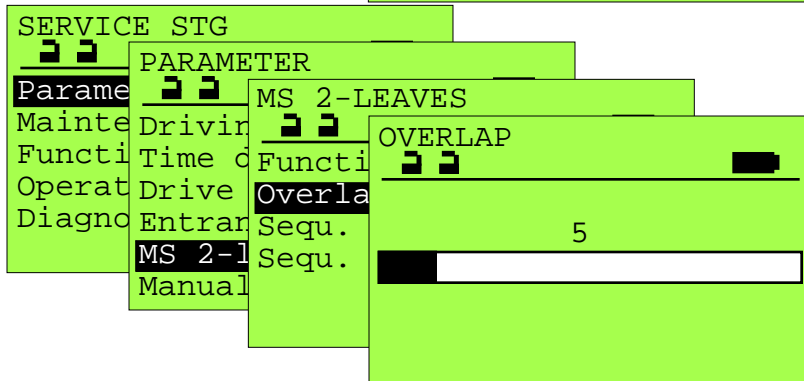 SERVICE STG
Parame
Mainte
Functi
Operat
Diagno
PARAMETER
Drivin
Time d
Drive
Entran
MS 2-l
Manual
MS 2-LEAVES
Functi
Overla
Sequ.
Sequ.
OVERLAP
5